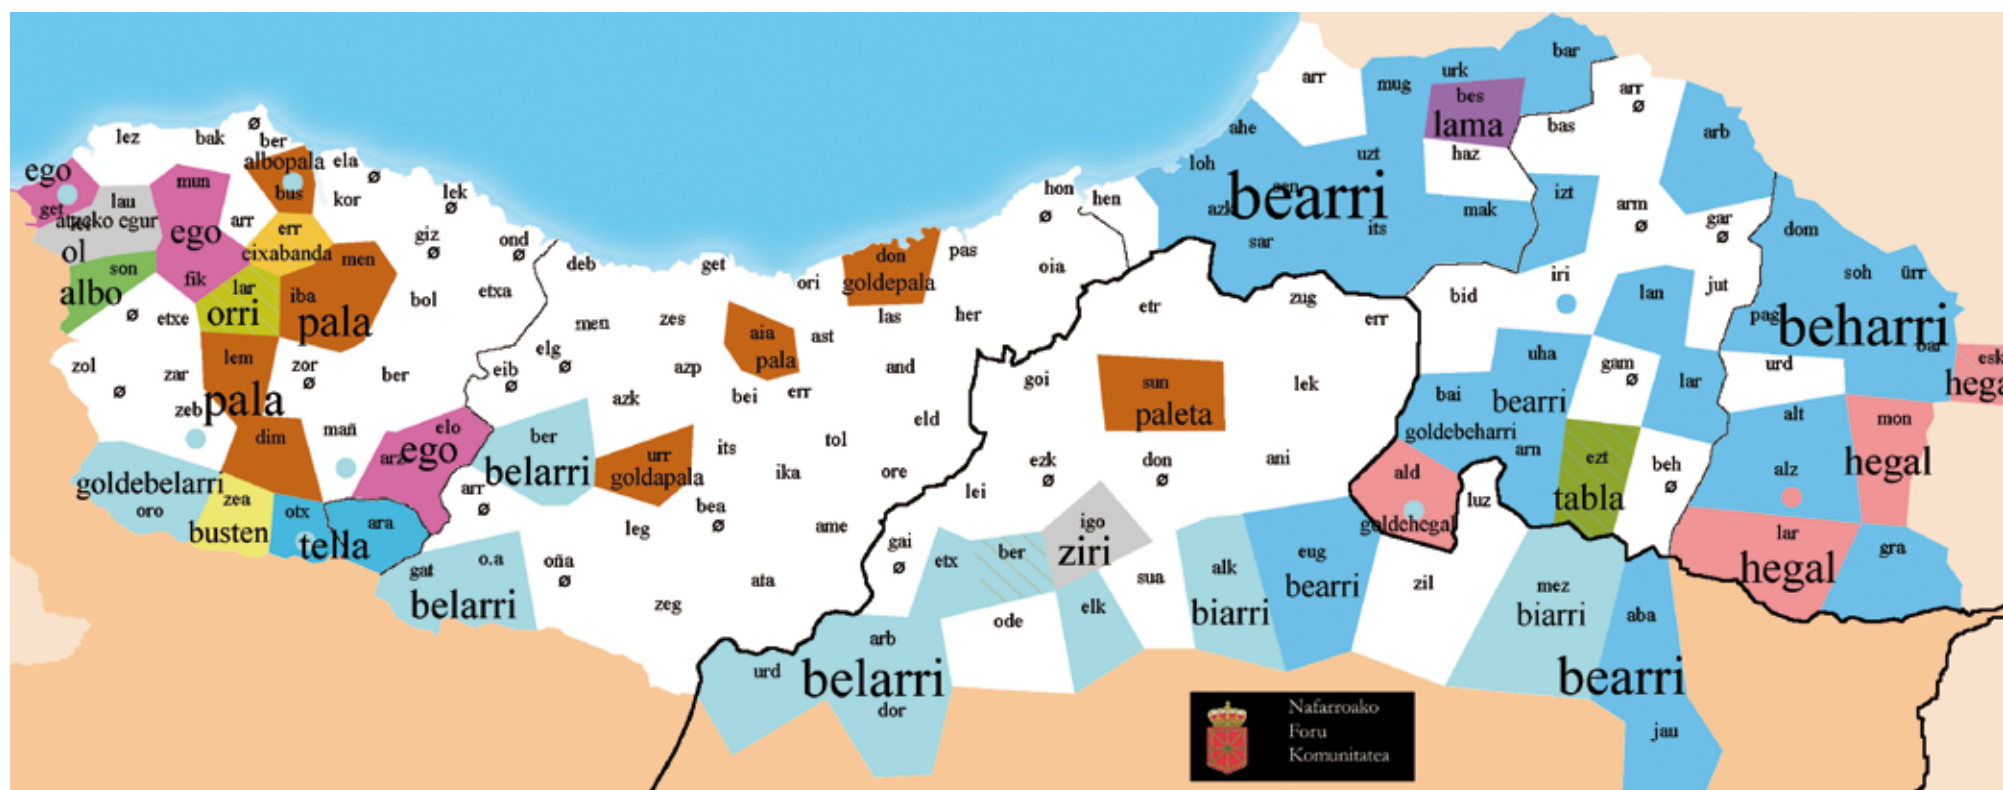 bar
arr
mug
urk
arr
Ø
bes
lama
bas
arb
lez
bak
Ø
ber
ahe
haz
albopala
ela
Ø
loh
uzt
ego
mun
bus
kor
lek
Ø
hon
Ø
hen
bearri
izt
get
lau
atzeko egur
arr
err
azk
mak
arm
Ø
gar
Ø
dom
ol
ego
eixabanda
giz
Ø
ond
Ø
sar
its
son
men
deb
get
don
goldepala
pas
oia
iri
soh
ürr
albo
fik
lar
orri
iba
pala
bol
etxa
ori
zug
bid
lan
jut
Ø
etxe
men
zes
las
her
etr
err
pag
beharri
bar
lem
aia
pala
ast
uha
gam
Ø
urd
esk
zol
Ø
zar
zor
Ø
ber
elg
Ø
eib
Ø
azp
and
goi
sun
paleta
lek
lar
hega
zeb
pala
azk
bei
err
bai
bearri
alt
mon
hegal
dim
mañ
elo
arz
ego
ber
belarri
eld
goldebeharri
arn
urr
goldapala
its
tol
ezk
Ø
don
Ø
ani
ald
ezt
tabla
beh
Ø
alz
goldebelarri
oro
zea
busten
otx
tella
ara
arr
Ø
bea
Ø
ika
ore
lei
luz
goldehegal
leg
ame
gai
Ø
igo
ziri
lar
hegal
gra
gat
o.a
belarri
oña
Ø
ata
etx
ber
sua
alk
biarri
eug
bearri
zil
mez
biarri
zeg
ode
elk
aba
arb
urd
belarri
dor
bearri
jau
Nafarroako
Foru
Komunitatea